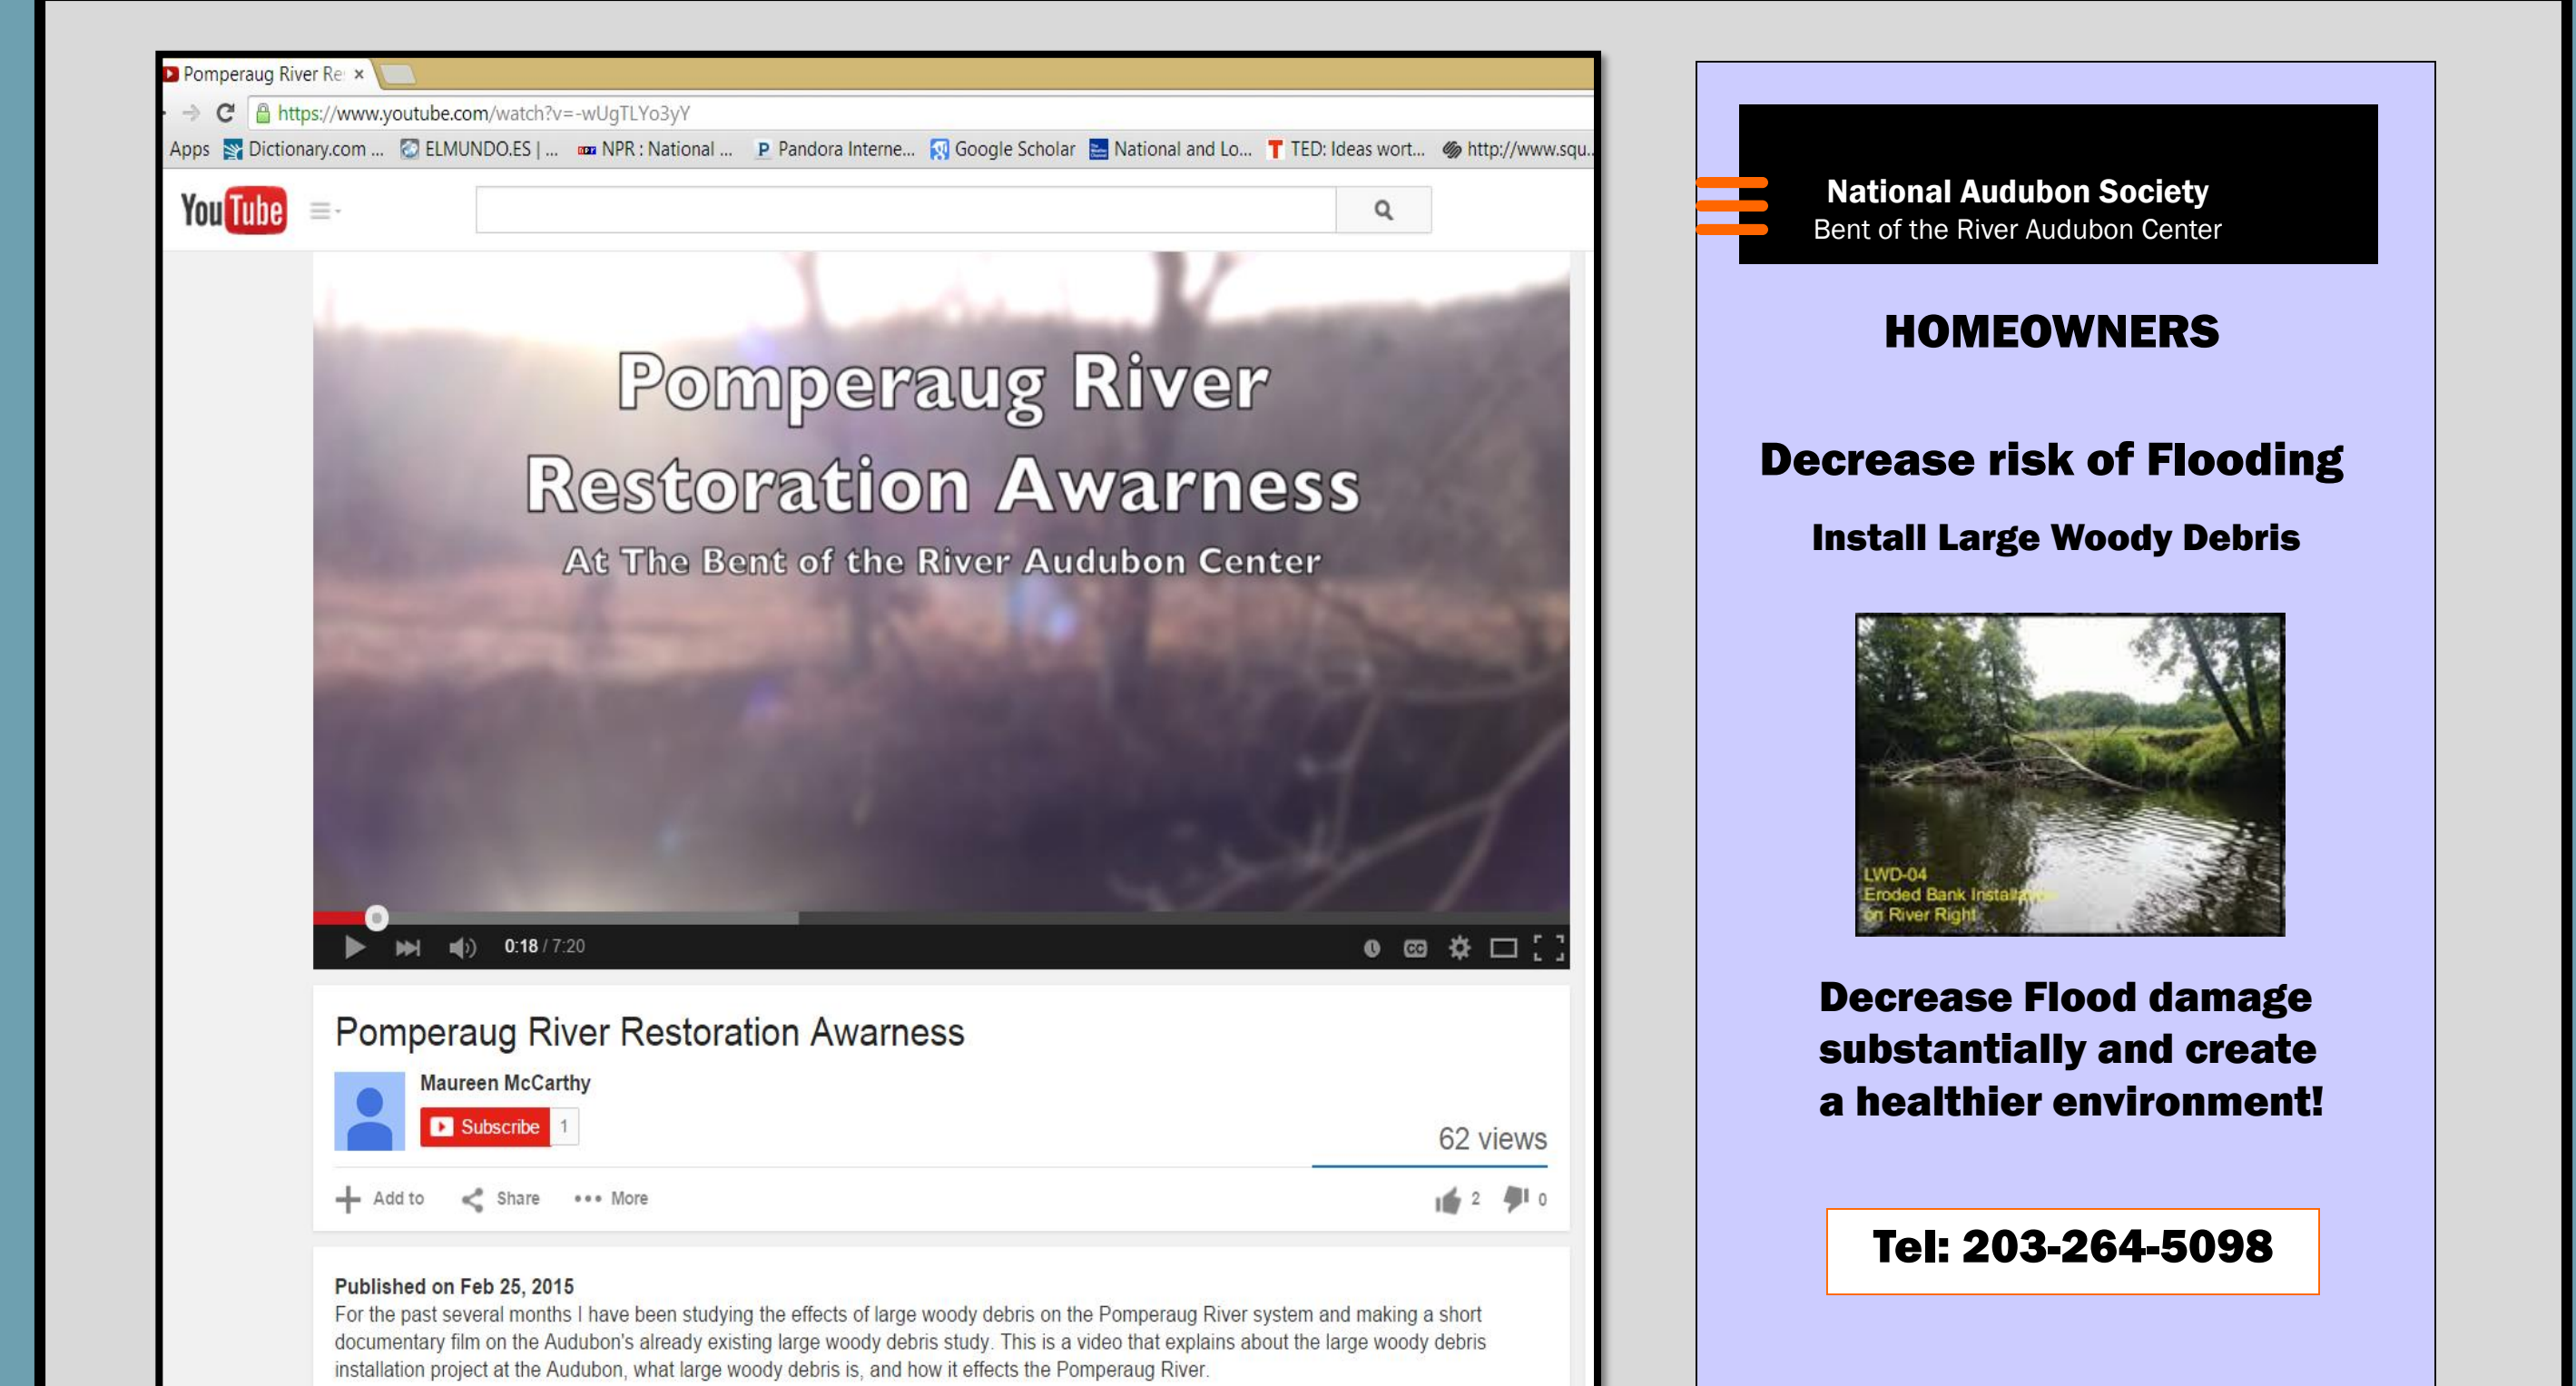 Pomperaug River Re
https://www.youtube.com/watch?v=-wUgTLYo3yY
Apps Dictionary.com ... ELMUNDO.ES | ... NPR : National ... Pandora Interne... Google Scholar National and Lo... TED: Ideas wort... http://www.squ..
YouTube
Pomperaug River
Restoration Awarness
At The Bent of the River Audubon Center
0:18 / 7:20
CC
Pomperaug River Restoration Awarness
Maureen McCarthy
Subscribe 1
62 views
Add to Share More
2 0
Published on Feb 25, 2015
For the past several months I have been studying the effects of large woody debris on the Pomperaug River system and making a short
documentary film on the Audubon's already existing large woody debris study. This is a video that explains about the large woody debris
installation project at the Audubon, what large woody debris is, and how it effects the Pomperaug River.
National Audubon Society
Bent of the River Audubon Center
HOMEOWNERS
Decrease risk of Flooding
Install Large Woody Debris
LWD-04
Eroded Bank Installation
on River Right
Decrease Flood damage
substantially and create
a healthier environment!
Tel: 203-264-5098